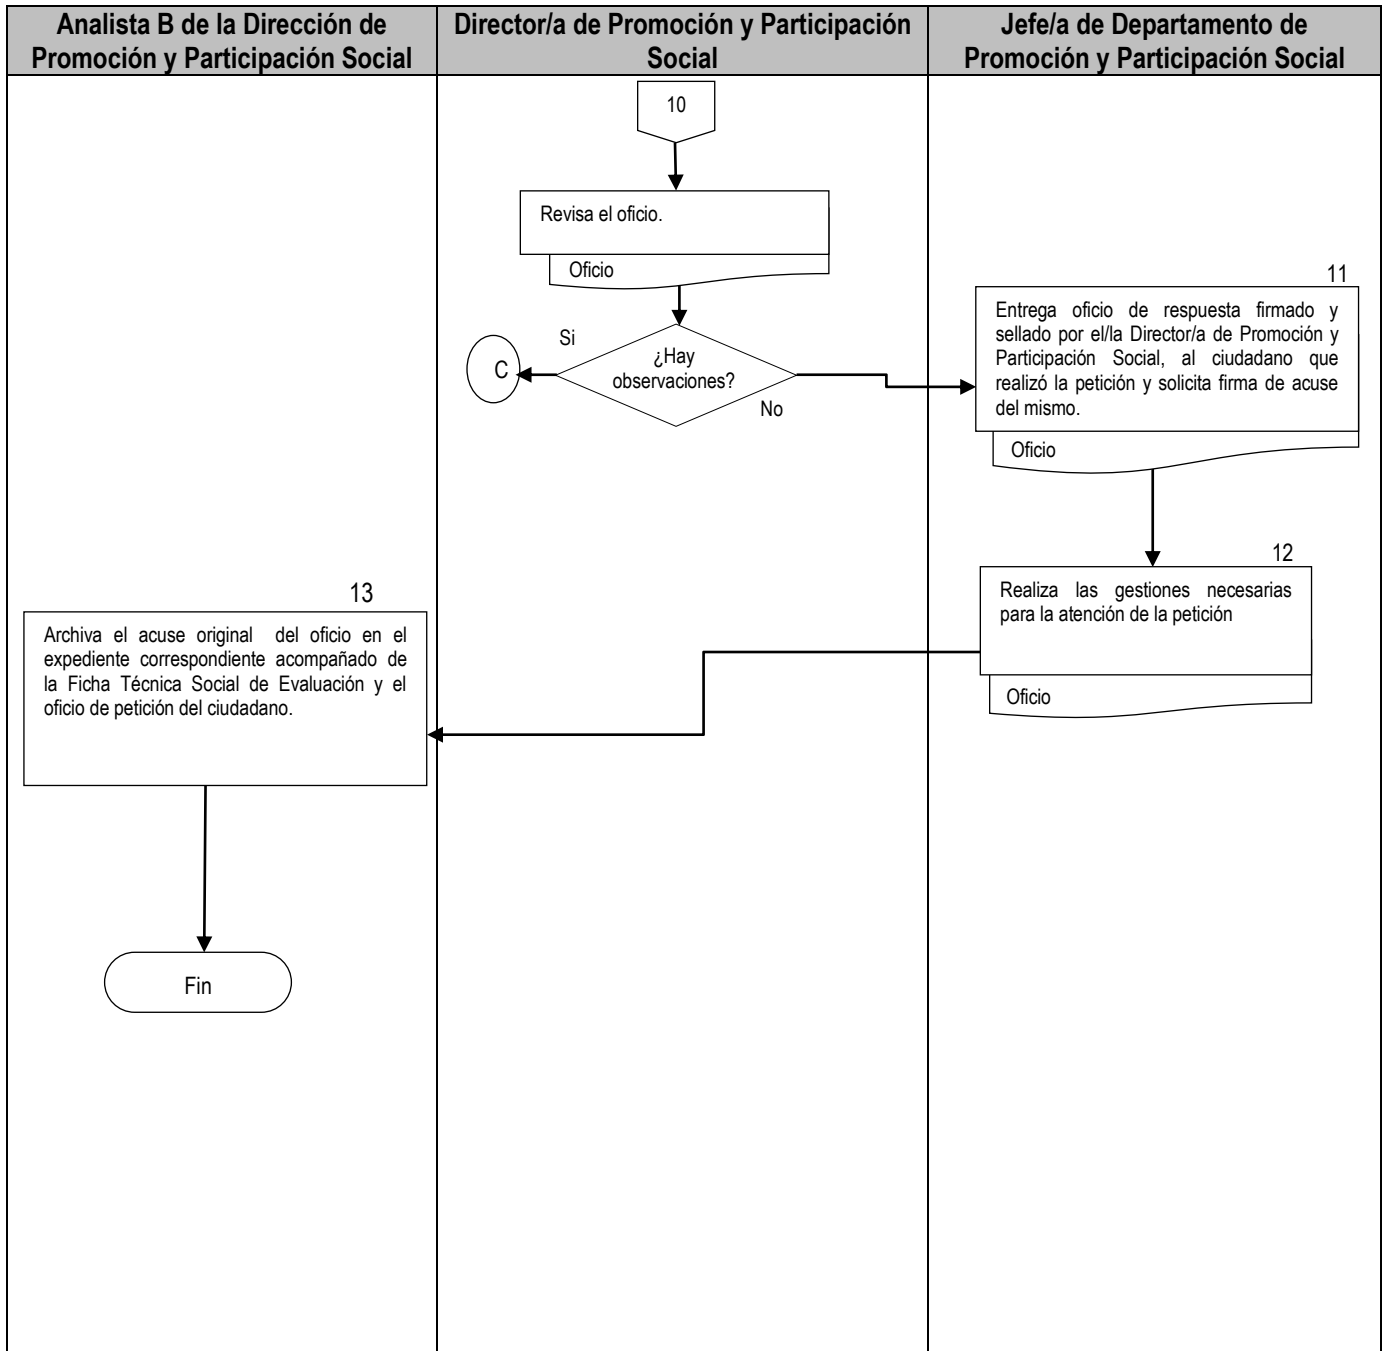 Analista B de la Dirección de
Promoción y Participación Social
Director/a de Promoción y Participación
Social
Jefe/a de Departamento de
Promoción y Participación Social
10
Revisa el oficio.
Oficio
¿Hay
observaciones?
Si
C
No
11
Entrega oficio de respuesta firmado y
sellado por el/la Director/a de Promoción y
Participación Social, al ciudadano que
realizó la petición y solicita firma de acuse
del mismo.
Oficio
12
Realiza las gestiones necesarias
para la atención de la petición
Oficio
13
Archiva el acuse original del oficio en el
expediente correspondiente acompañado de
la Ficha Técnica Social de Evaluación y el
oficio de petición del ciudadano.
Fin